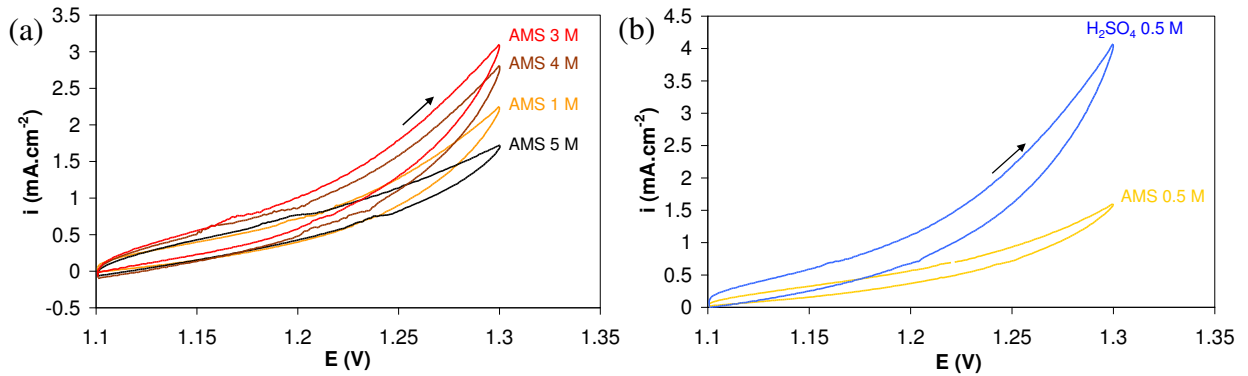 (a)
3.5
3
2.5
2
1.5
1
0.5
0
-0.5
i (mA.cm-2)
AMS 3 M
AMS 4 M
AMS 1 M
AMS 5 M
1.1 1.15 1.2 1.25 1.3 1.35
E (V)
(b)
4.5
4
3.5
3
2.5
2
1.5
1
0.5
0
i (mA.cm-2)
H2SO4 0.5 M
AMS 0.5 M
1.1 1.15 1.2 1.25 1.3 1.35
E (V)